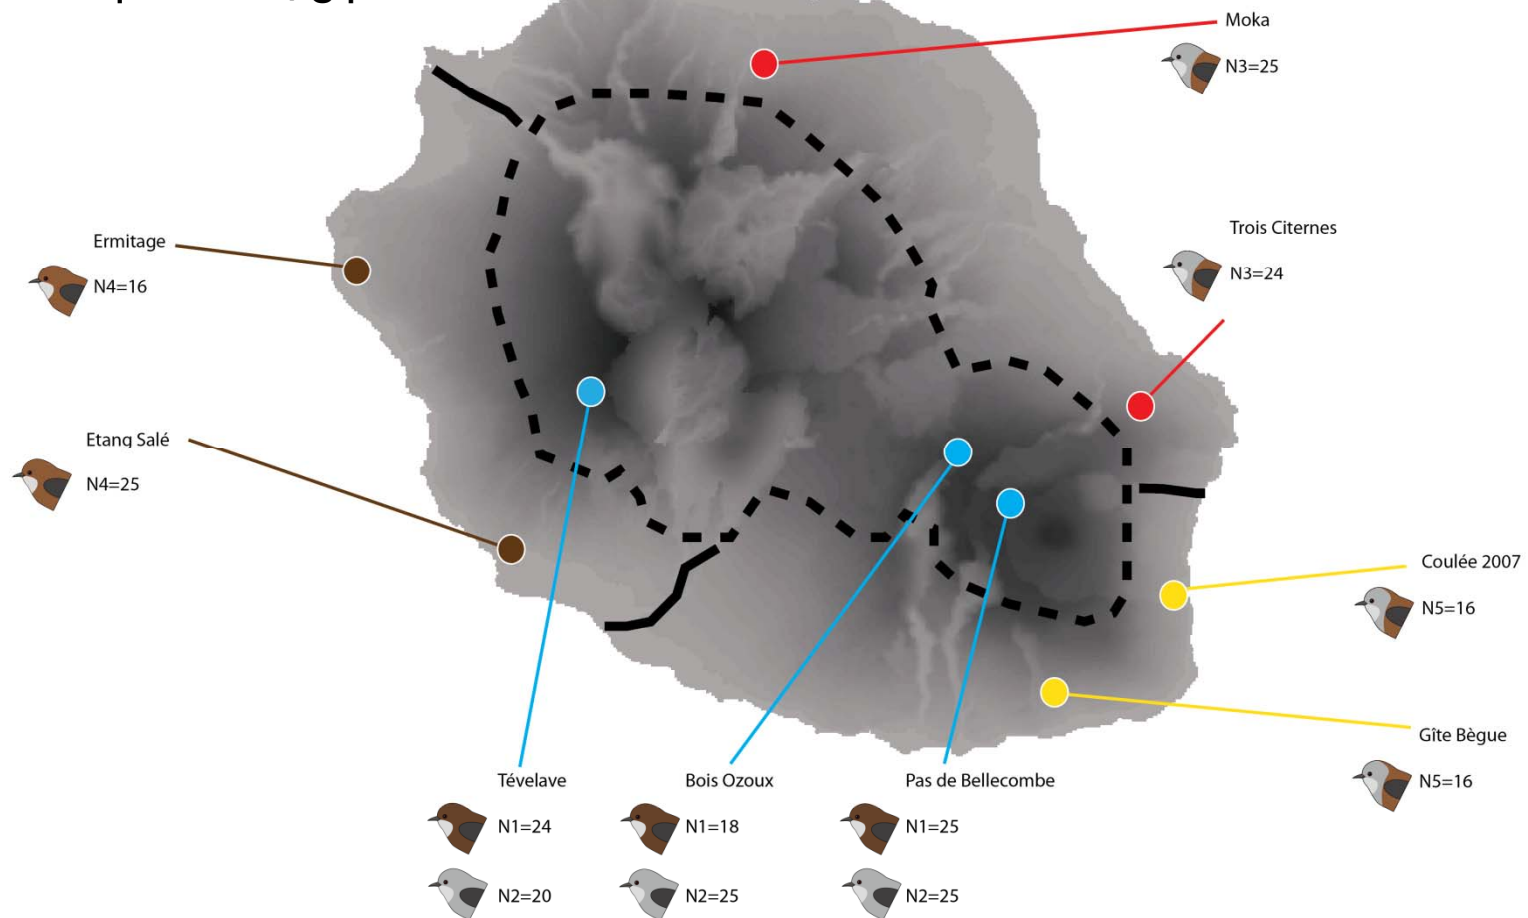 Moka
N3=25
Trois Citernes
N3=24
Ermitage
N4=16
Etang Salé
N4=25
Coulée 2007
N5=16
Gîte Bègue
N5=16
Tévelave
N1=24
N2=20
Bois Ozoux
N1=18
N2=25
Pas de Bellecombe
N1=25
N2=25